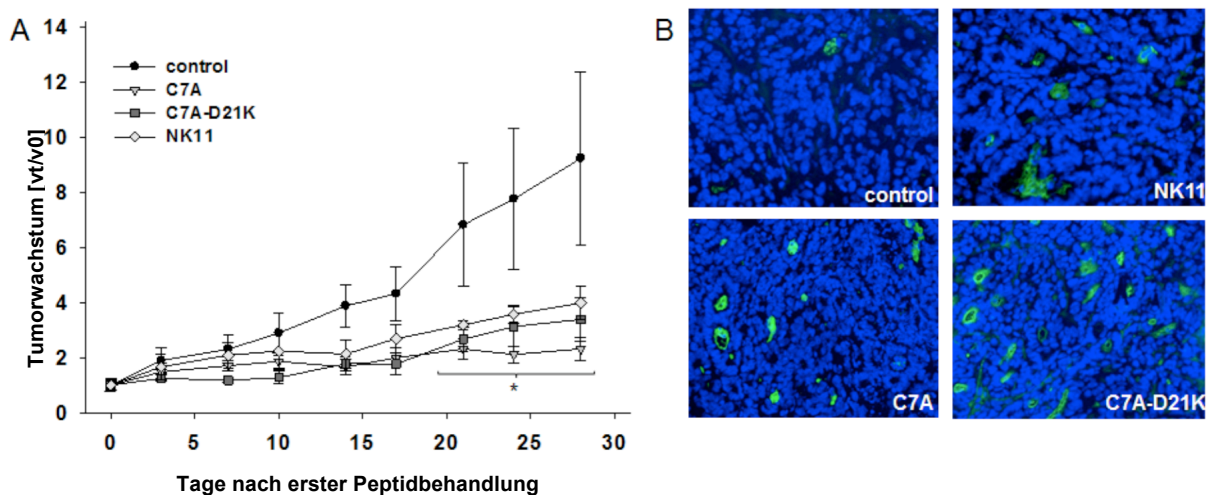 A
14
12
10
8
6
4
2
0
Tumorwachstum [vt/v0]
control
C7A
C7A-D21K
NK11
*
0 5 10 15 20 25 30
Tage nach erster Peptidbehandlung
B
control
NK11
C7A
C7A-D21K